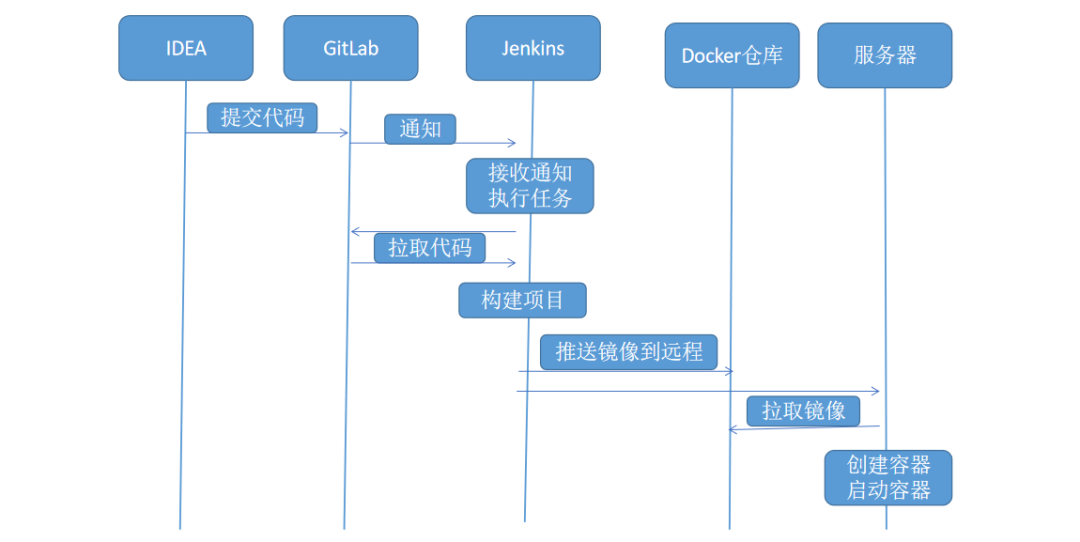 IDEA
GitLab
Jenkins
Docker仓库
服务器
提交代码
通知
接收通知
执行任务
拉取代码
构建项目
推送镜像到远程
拉取镜像
创建容器
启动容器